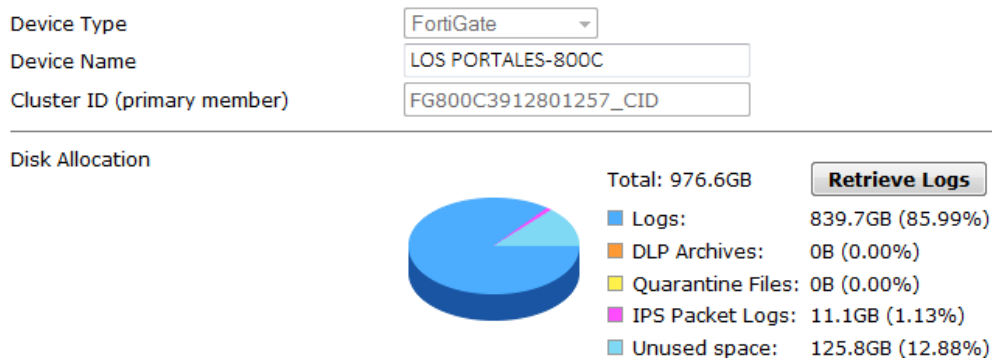 Device Type FortiGate
Device Name LOS PORTALES-800C
Cluster ID (primary member) FG800C3912801257_CID
Disk Allocation
Total: 976.6GB Retrieve Logs
Logs: 839.7GB (85.99%)
DLP Archives: 0B (0.00%)
Quarantine Files: 0B (0.00%)
IPS Packet Logs: 11.1GB (1.13%)
Unused space: 125.8GB (12.88%)